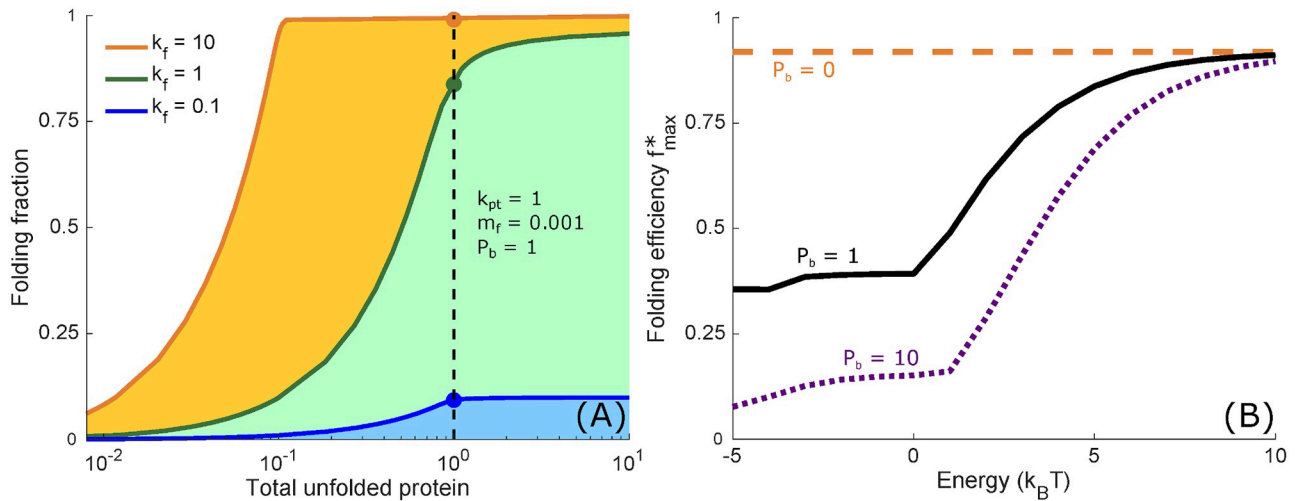 1
0.75
0.5
0.25
0
Folding fraction
k_f = 10
k_f = 1
k_f = 0.1
k_pt = 1
m_f = 0.001
P_b = 1
(A)
10^-2
10^-1
10^0
10^1
Total unfolded protein
1
0.75
0.5
0.25
0
Folding efficiency f*_max
P_b = 0
P_b = 1
P_b = 10
(B)
-5
0
5
10
Energy (k_B T)